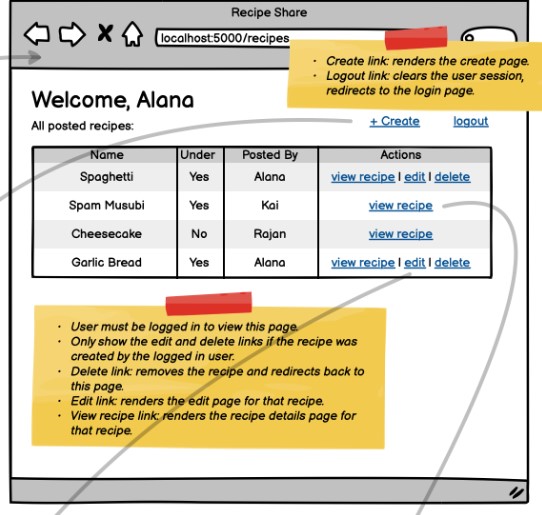 Recipe Share
localhost:5000/recipes
· Create link: renders the create page.
· Logout link: clears the user session,
redirects to the login page.
Welcome, Alana
All posted recipes:
+ Create logout
Name Under Posted By Actions
Spaghetti Yes Alana view recipe | edit | delete
Spam Musubi Yes Kai view recipe
Cheesecake No Rajan view recipe
Garlic Bread Yes Alana view recipe | edit | delete
· User must be logged in to view this page.
· Only show the edit and delete links if the recipe was
created by the logged in user.
· Delete link: removes the recipe and redirects back to
this page.
· Edit link: renders the edit page for that recipe.
· View recipe link: renders the recipe details page for
that recipe.